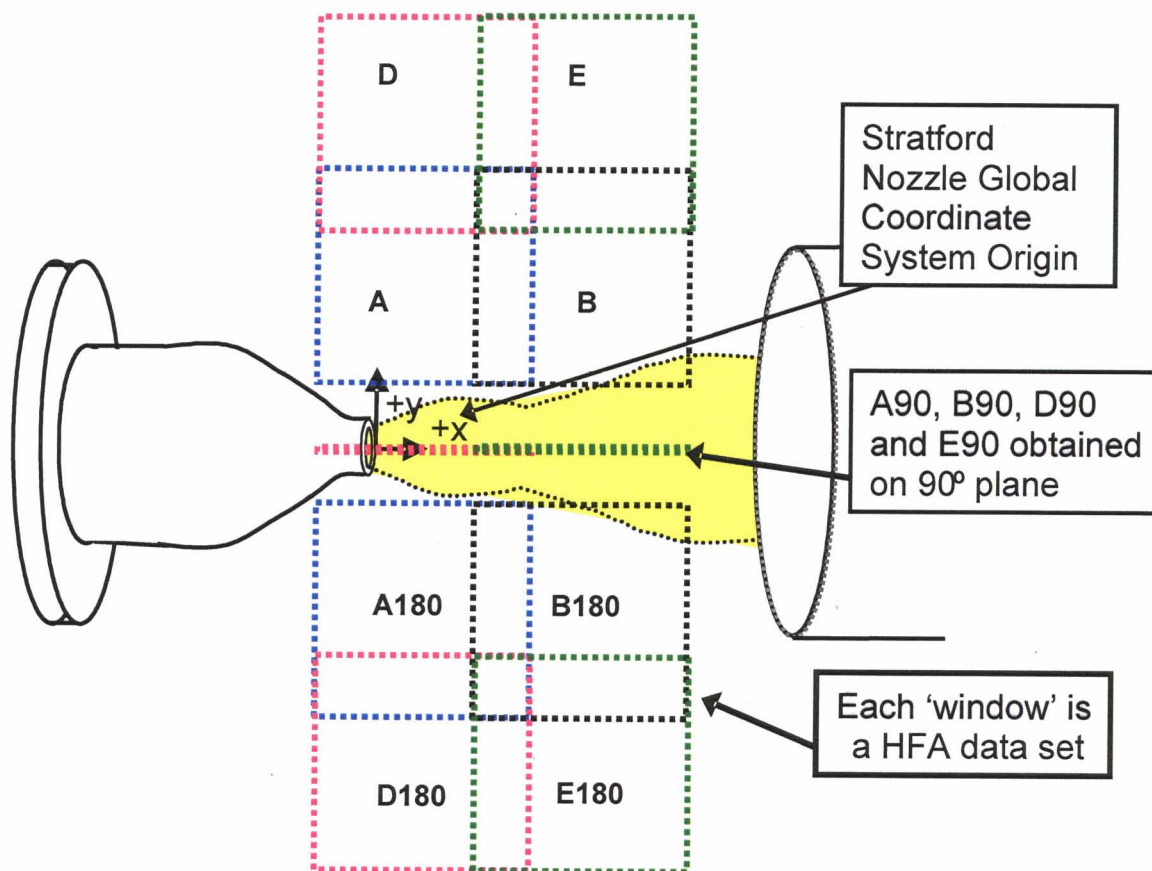 D
E
Stratford
Nozzle Global
Coordinate
System Origin
A
B
+y
+x
A90, B90, D90
and E90 obtained
on 90º plane
A180
B180
Each ‘window’ is
a HFA data set
D180
E180